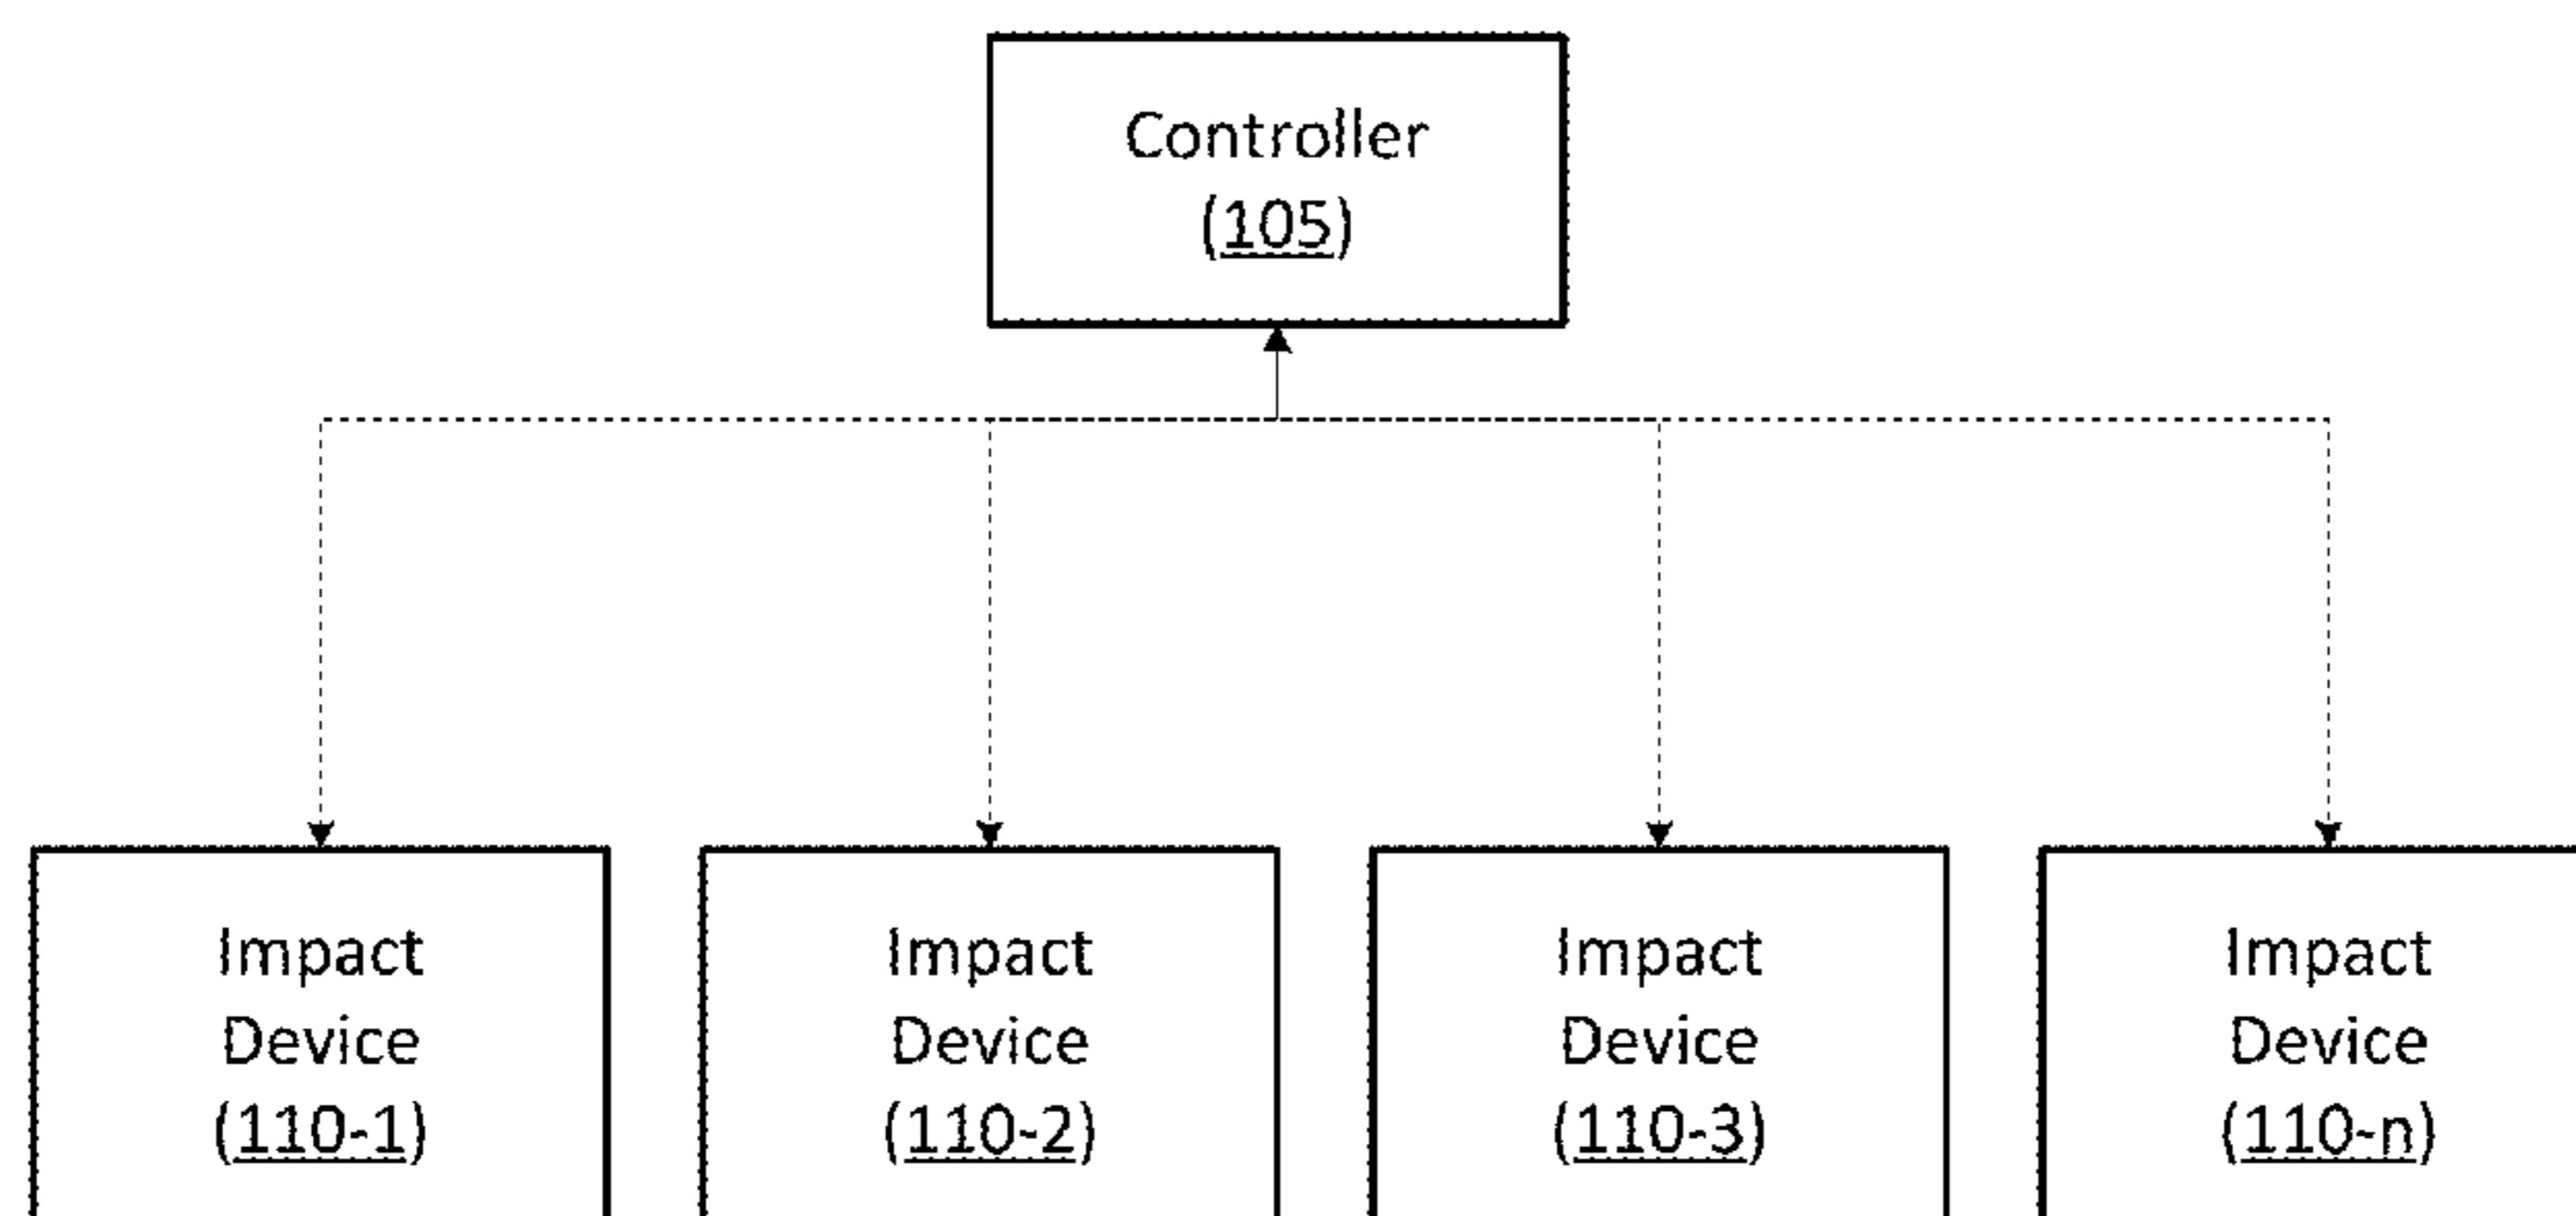 Controller
(105)
Impact
Device
(110-1)
Impact
Device
(110-2)
Impact
Device
(110-3)
Impact
Device
(110-n)